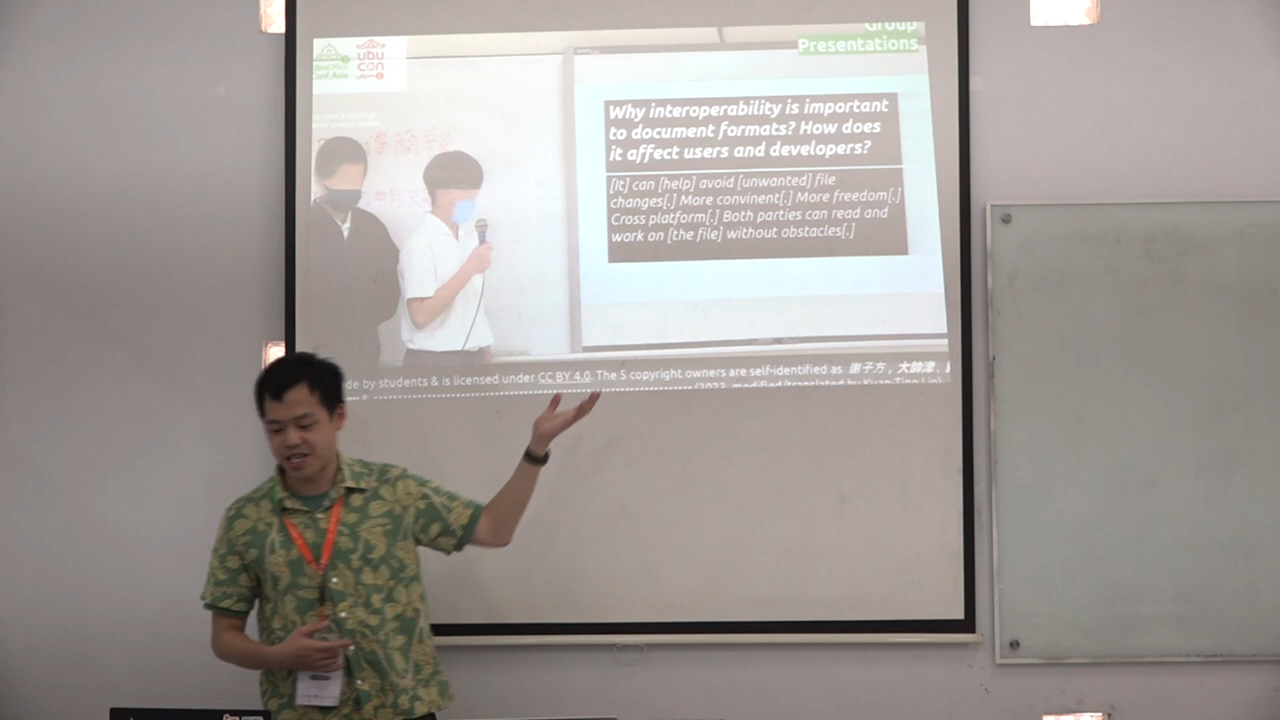 Group
Presentations
ubu
con
Conf.Asia
Why interoperability is important
to document formats? How does
it affect users and developers?
[It] can [help] avoid [unwanted] file
changes[.] More convinent[.] More freedom[.]
Cross platform[.] Both parties can read and
work on [the file] without obstacles[.]
de by students & is licensed under CC BY 4.0. The 5 copyright owners are self-identified as 謝子方, 大帥津,
(2023, modified/translated by Kuan-Ting Lin)